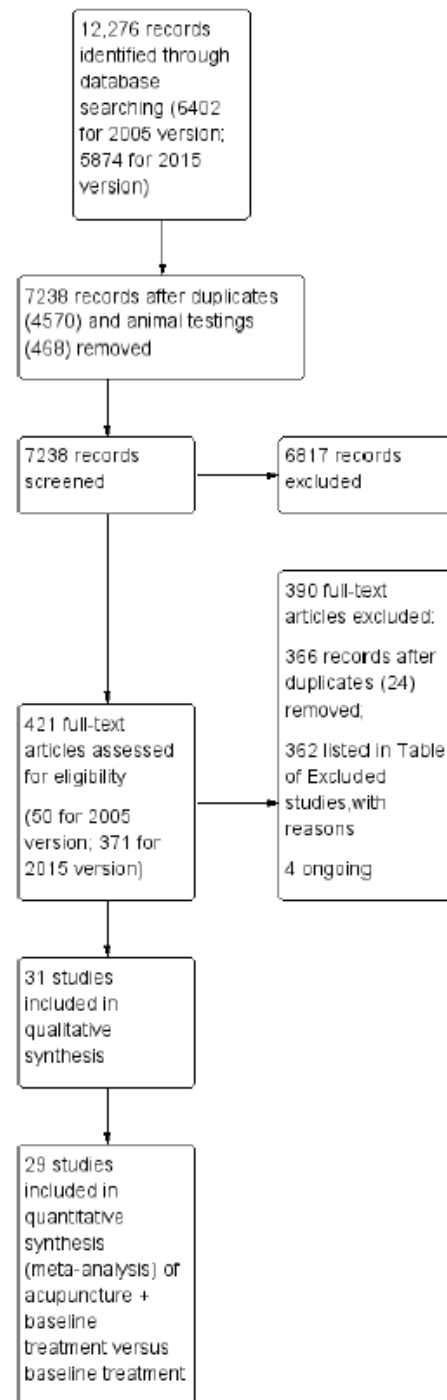 12,276 records
identified through
database
searching (6402
for 2005 version;
5874 for 2015
version)
7238 records after duplicates
(4570) and animal testings
(468) removed
7238 records
screened
6817 records
excluded
390 full-text
articles excluded:
366 records after
duplicates (24)
removed;
362 listed in Table
of Excluded
studies,with
reasons
4 ongoing
421 full-text
articles assessed
for eligibility
(50 for 2005
version; 371 for
2015 version)
31 studies
included in
qualitative
synthesis
29 studies
included in
quantitative
synthesis
(meta-analysis) of
acupuncture +
baseline
treatment versus
baseline treatment